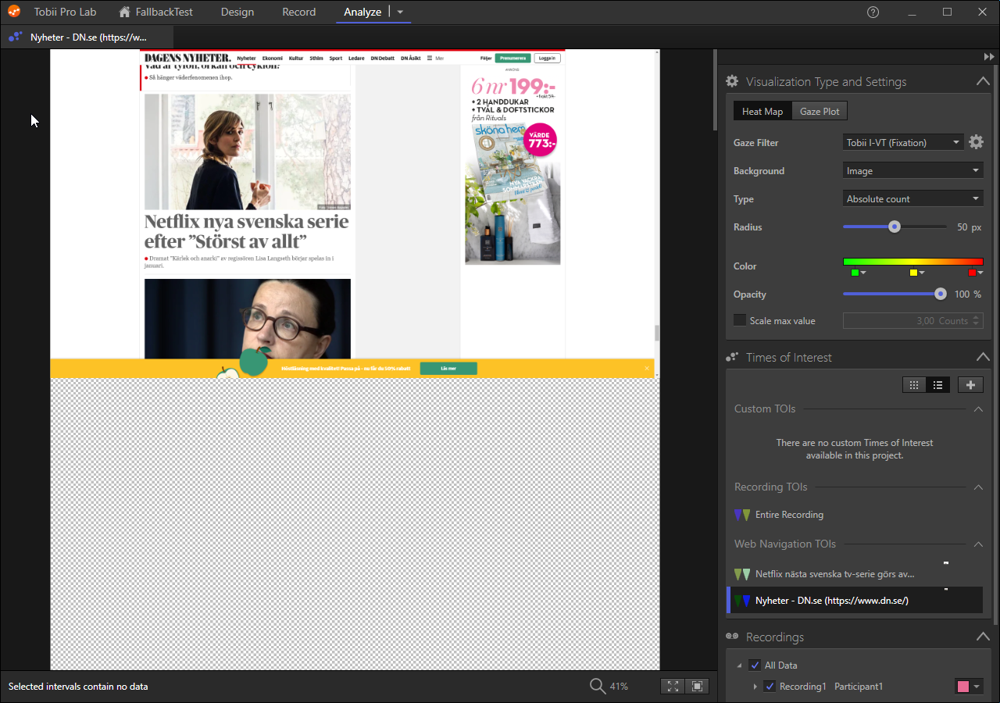 Tobii Pro Lab
FallbackTest
Design
Record
Analyze
Nyheter - DN.se (https://w...
DAGENS NYHETER.
Nyheter Ekonomi Kultur Sthlm Sport Ledare DN Debatt DN Åsikt Mer
Följer Prenumerera Logga in
Vad är tyfon, orkan och cyklon?
Så hänger väderfenomenen ihop.
Netflix nya svenska serie
efter ”Störst av allt”
Dramat ”Kärlek och anarki” av regissören Lisa Langseth börjar spelas in i
januari.
ANNONS
6 nr 199:-
+frakt 59:-
• 2 HANDDUKAR
• TVÅL & DOFTSTICKOR
från Rituals
sköna hem
VÄRDE
773:-
NYA VACKRA
Höstläsning med kvalitet! Passa på - nu får du 50% rabatt
Läs mer
Visualization Type and Settings
Heat Map Gaze Plot
Gaze Filter Tobii I-VT (Fixation)
Background Image
Type Absolute count
Radius 50 px
Color
Opacity 100 %
Scale max value 3,00 Counts
Times of Interest
Custom TOIs
There are no custom Times of Interest
available in this project.
Recording TOIs
Entire Recording
Web Navigation TOIs
Netflix nästa svenska tv-serie görs av...
Nyheter - DN.se (https://www.dn.se/)
Recordings
All Data
Recording1 Participant1
Selected intervals contain no data
41%